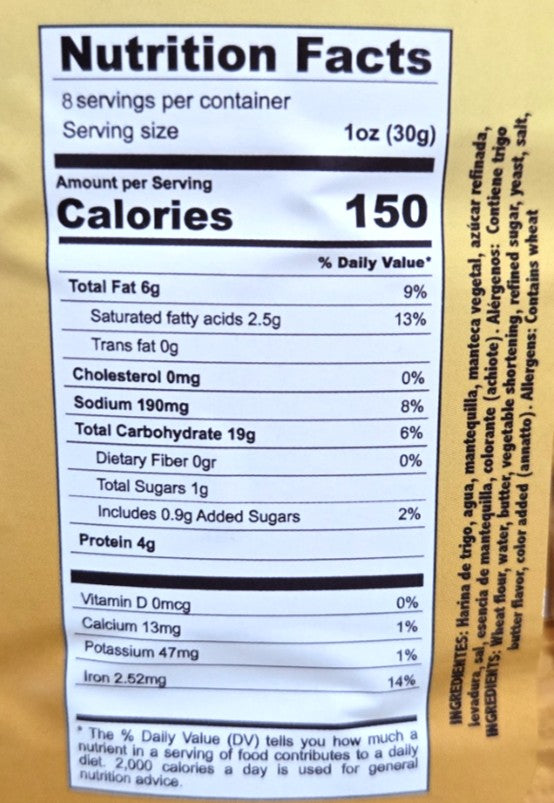 Nutrition Facts
8 servings per container
Serving size 1oz (30g)
Amount per Serving
Calories 150
% Daily Value*
Total Fat 6g 9%
Saturated fatty acids 2.5g 13%
Trans fat 0g
Cholesterol 0mg 0%
Sodium 190mg 8%
Total Carbohydrate 19g 6%
Dietary Fiber 0gr 0%
Total Sugars 1g
Includes 0.9g Added Sugars 2%
Protein 4g
Vitamin D 0mcg 0%
Calcium 13mg 1%
Potassium 47mg 1%
Iron 2.52mg 14%
* The % Daily Value (DV) tells you how much a
nutrient in a serving of food contributes to a daily
diet. 2,000 calories a day is used for general
nutrition advice.
INGREDIENTES: Harina de trigo, agua, mantequilla, manteca vegetal, azúcar refinada,
levadura, sal, esencia de mantequilla, colorante (achiote). Alérgenos: Contiene trigo
INGREDIENTS: Wheat flour, water, butter, vegetable shortening, refined sugar, yeast, salt,
butter flavor, color added (annatto). Allergens: Contains wheat